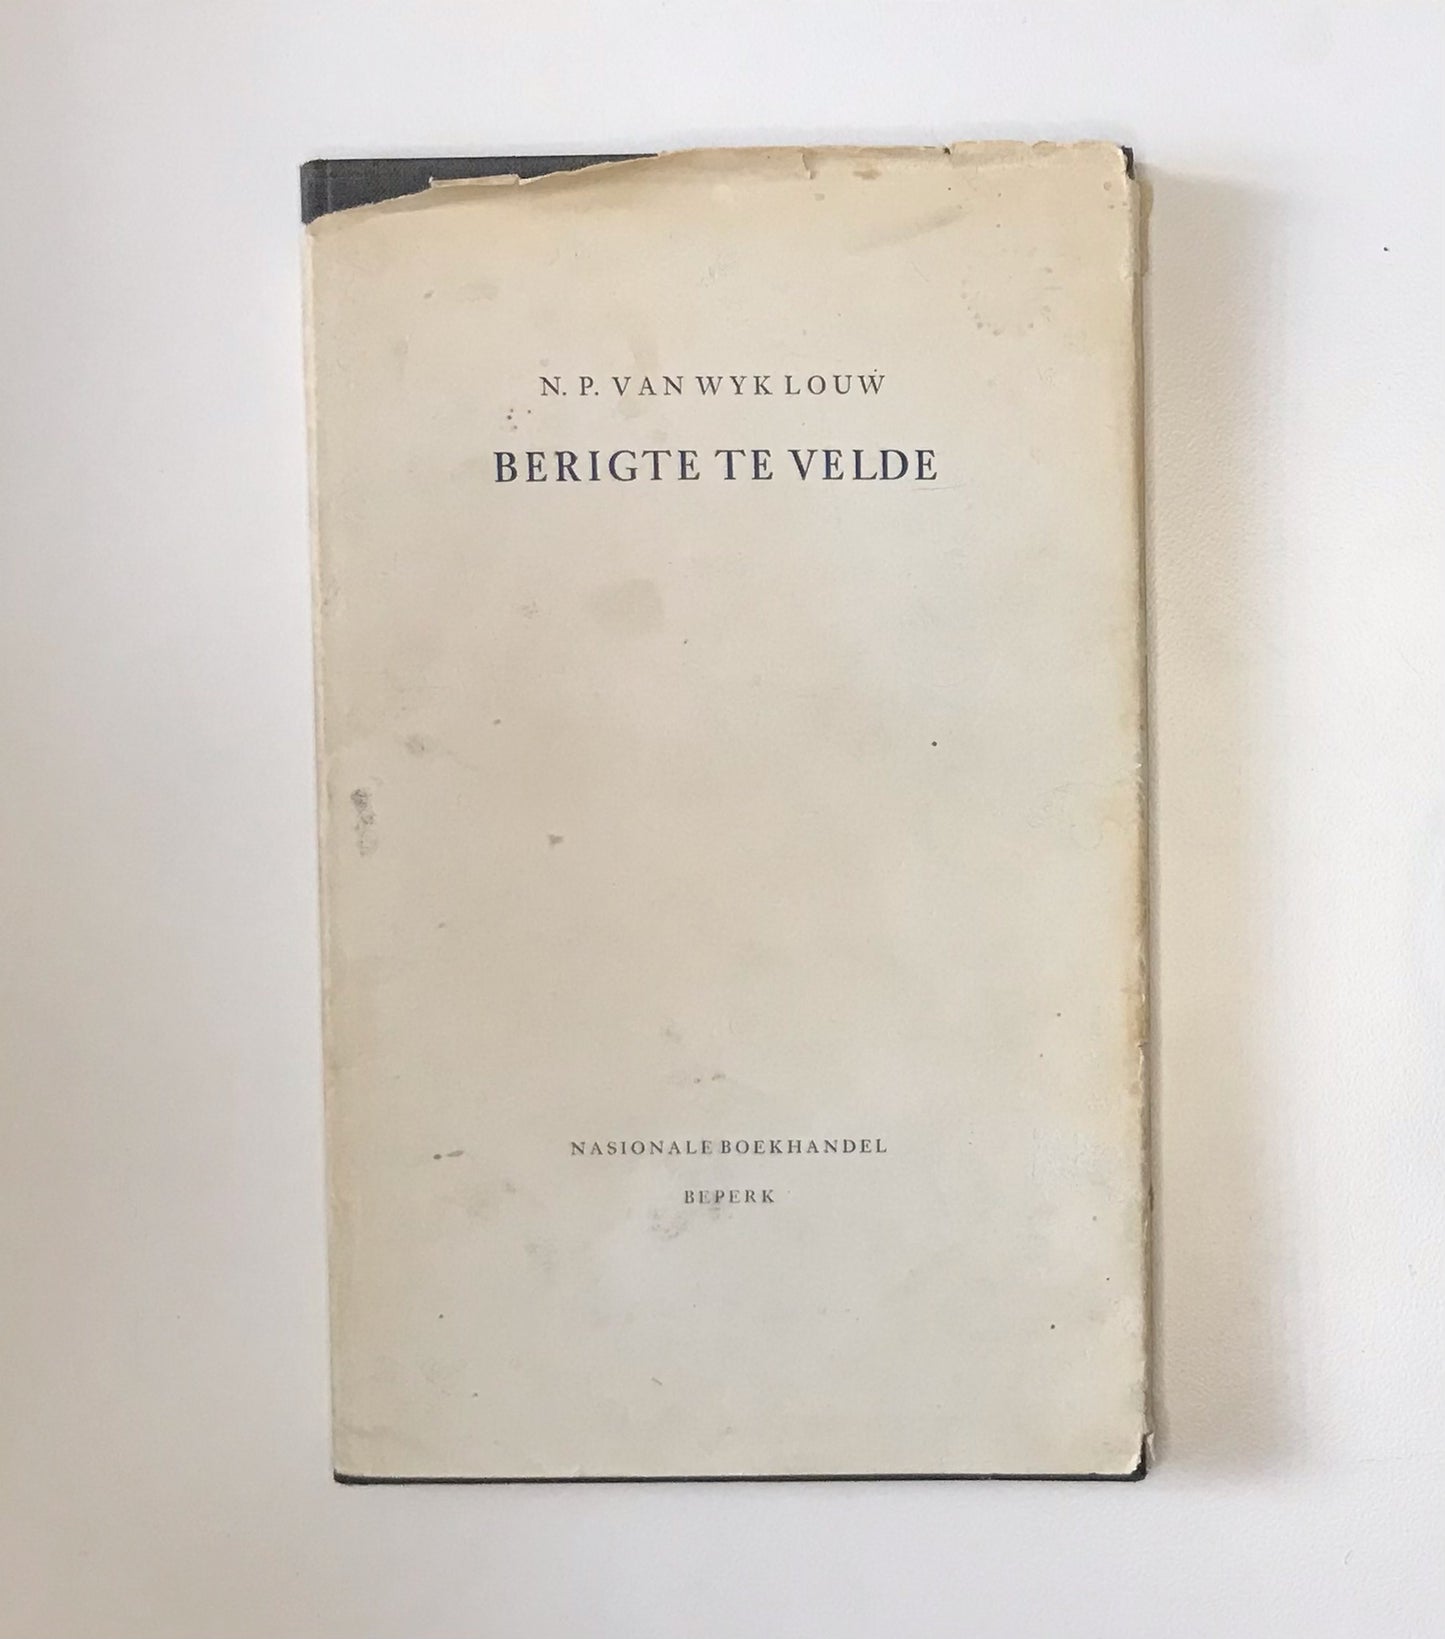 N. P. VAN WYK LOUW
BERIGTE TE VELDE
NASIONALE BOEKHANDEL
BEPERK